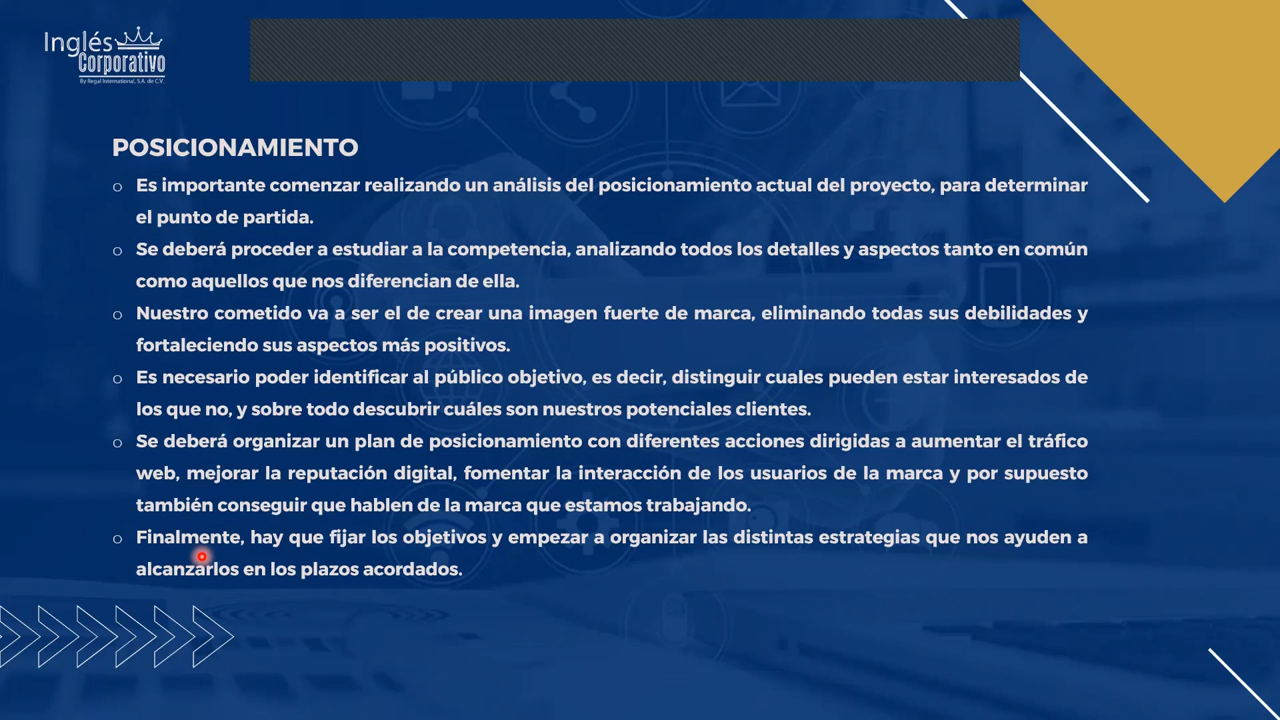 Inglés
Corporativo
By Regal International, S.A. de C.V.
POSICIONAMIENTO
o Es importante comenzar realizando un análisis del posicionamiento actual del proyecto, para determinar
el punto de partida.
o Se deberá proceder a estudiar a la competencia, analizando todos los detalles y aspectos tanto en común
como aquellos que nos diferencian de ella.
o Nuestro cometido va a ser el de crear una imagen fuerte de marca, eliminando todas sus debilidades y
fortaleciendo sus aspectos más positivos.
o Es necesario poder identificar al público objetivo, es decir, distinguir cuales pueden estar interesados de
los que no, y sobre todo descubrir cuáles son nuestros potenciales clientes.
o Se deberá organizar un plan de posicionamiento con diferentes acciones dirigidas a aumentar el tráfico
web, mejorar la reputación digital, fomentar la interacción de los usuarios de la marca y por supuesto
también conseguir que hablen de la marca que estamos trabajando.
o Finalmente, hay que fijar los objetivos y empezar a organizar las distintas estrategias que nos ayuden a
alcanzarlos en los plazos acordados.